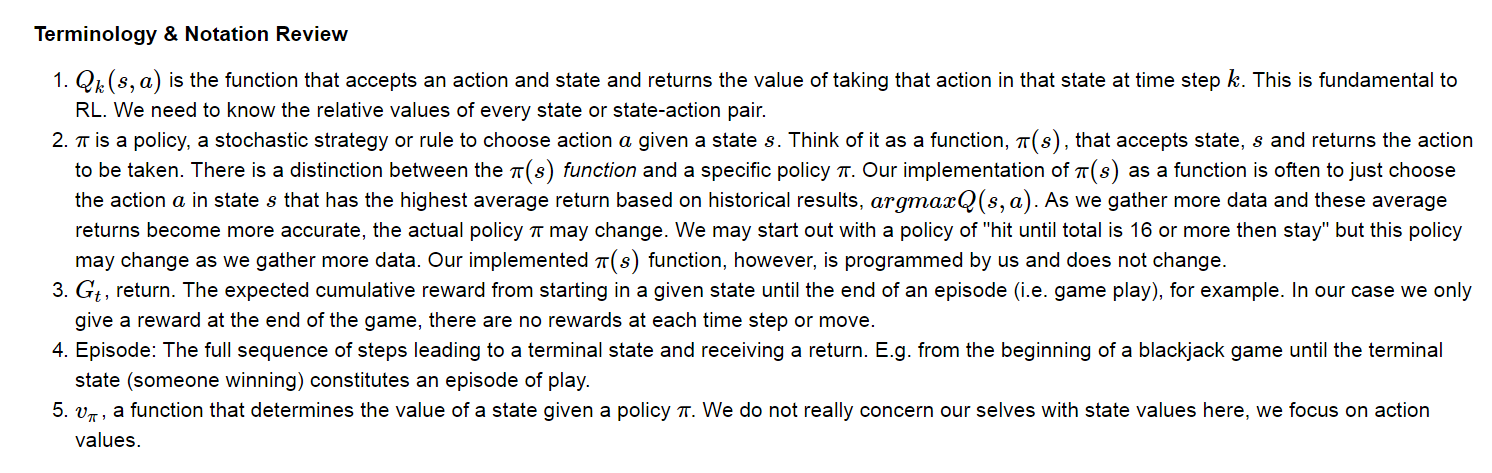 Terminology & Notation Review
1. Qk(s, a) is the function that accepts an action and state and returns the value of taking that action in that state at time step k. This is fundamental to
RL. We need to know the relative values of every state or state-action pair.
2. π is a policy, a stochastic strategy or rule to choose action a given a state s. Think of it as a function, π(s), that accepts state, s and returns the action
to be taken. There is a distinction between the π(s) function and a specific policy π. Our implementation of π(s) as a function is often to just choose
the action a in state s that has the highest average return based on historical results, argmaxQ(s, a). As we gather more data and these average
returns become more accurate, the actual policy π may change. We may start out with a policy of "hit until total is 16 or more then stay" but this policy
may change as we gather more data. Our implemented π(s) function, however, is programmed by us and does not change.
3. Gt, return. The expected cumulative reward from starting in a given state until the end of an episode (i.e. game play), for example. In our case we only
give a reward at the end of the game, there are no rewards at each time step or move.
4. Episode: The full sequence of steps leading to a terminal state and receiving a return. E.g. from the beginning of a blackjack game until the terminal
state (someone winning) constitutes an episode of play.
5. vπ, a function that determines the value of a state given a policy π. We do not really concern our selves with state values here, we focus on action
values.